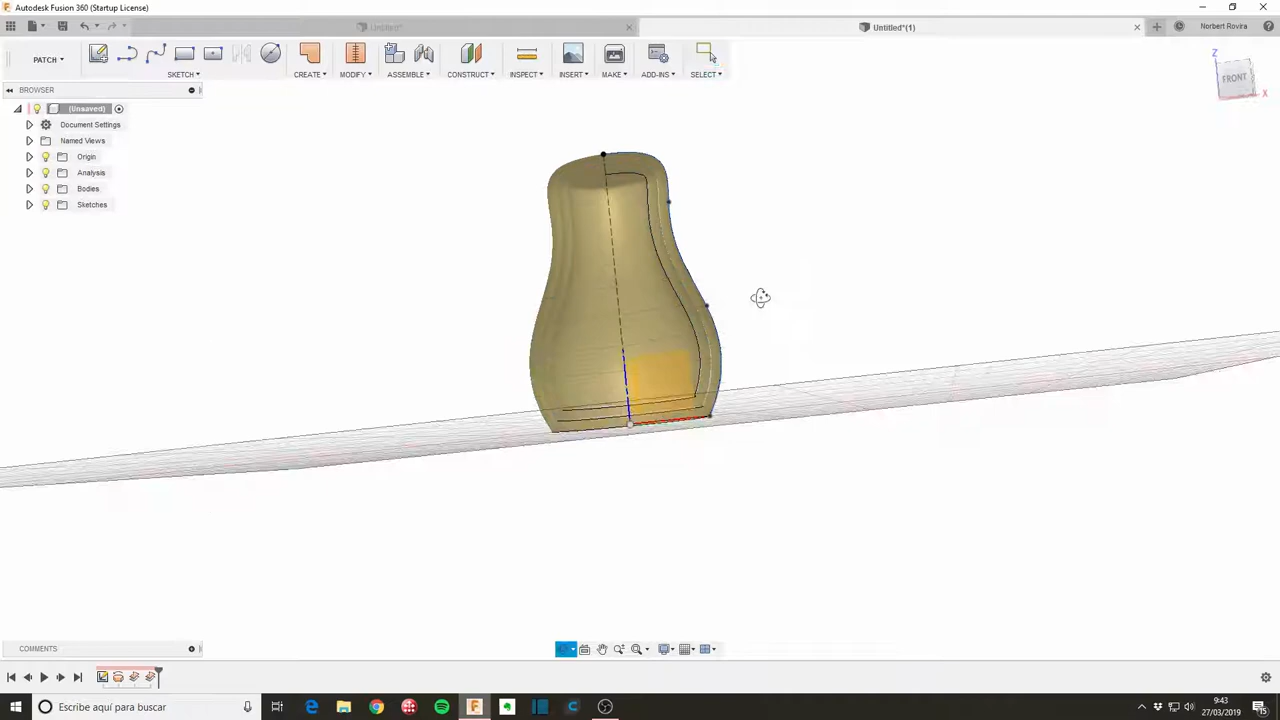 Autodesk Fusion 360 (Startup License)
Untitled*
Untitled*(1)
Norbert Rovira
PATCH
SKETCH
CREATE
MODIFY
ASSEMBLE
CONSTRUCT
INSPECT
INSERT
MAKE
ADD-INS
SELECT
BROWSER
(Unsaved)
Document Settings
Named Views
Origin
Analysis
Bodies
Sketches
Z
FRONT
X
COMMENTS
Escribe aquí para buscar
9:43
27/03/2019
15